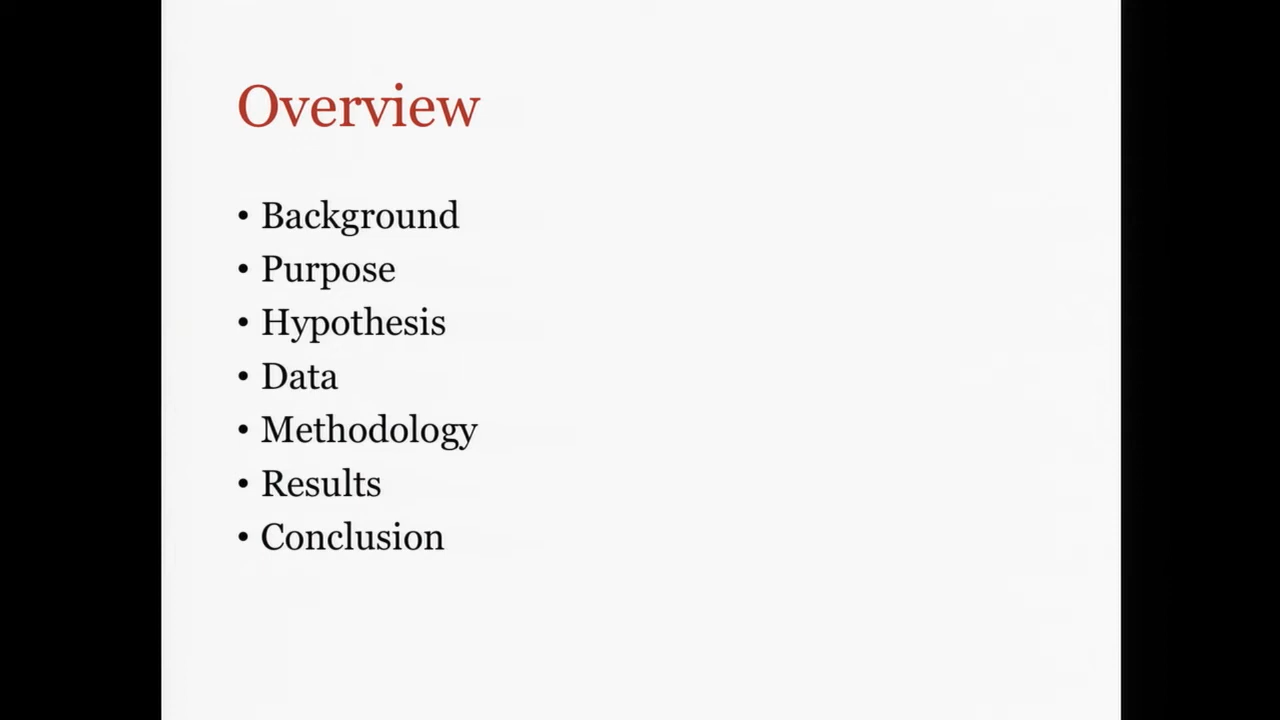 Overview
• Background
• Purpose
• Hypothesis
• Data
• Methodology
• Results
• Conclusion